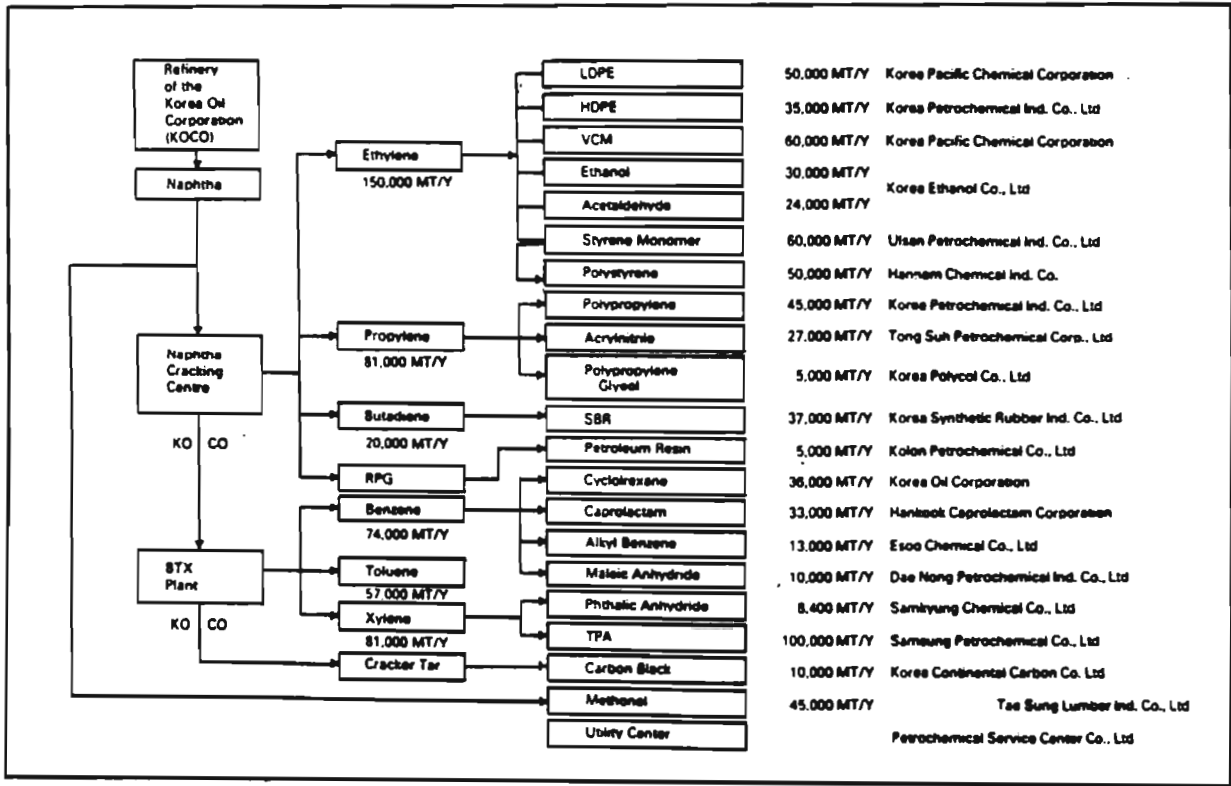 Refinery
of the
Korea Oil
Corporation
(KOCO)
Naphtha
Naphtha
Cracking
Centre
KO CO
BTX
Plant
KO CO
Ethylene
150,000 MT/Y
Propylene
81,000 MT/Y
Butadiene
20,000 MT/Y
RPG
Benzene
74,000 MT/Y
Toluene
57,000 MT/Y
Xylene
81,000 MT/Y
Cracker Tar
LDPE 50,000 MT/Y Korea Pacific Chemical Corporation
HDPE 35,000 MT/Y Korea Petrochemical Ind. Co., Ltd
VCM 60,000 MT/Y Korea Pacific Chemical Corporation
Ethanol 30,000 MT/Y
Korea Ethanol Co., Ltd
Acetaldehyde 24,000 MT/Y
Styrene Monomer 60,000 MT/Y Ulsan Petrochemical Ind. Co., Ltd
Polystyrene 50,000 MT/Y Hannam Chemical Ind. Co.
Polypropylene 45,000 MT/Y Korea Petrochemical Ind. Co., Ltd
Acrylnitrile 27,000 MT/Y Tong Suh Petrochemical Corp., Ltd
Polypropylene
Glycol 5,000 MT/Y Korea Polycol Co., Ltd
SBR 37,000 MT/Y Korea Synthetic Rubber Ind. Co., Ltd
Petroleum Resin 5,000 MT/Y Kolon Petrochemical Co., Ltd
Cyclolrexane 36,000 MT/Y Korea Oil Corporation
Caprolactam 33,000 MT/Y Hankook Caprolactam Corporation
Alkyl Benzene 13,000 MT/Y Esoo Chemical Co., Ltd
Maleic Anhydride 10,000 MT/Y Dae Nong Petrochemical Ind. Co., Ltd
Phthalic Anhydride 8,400 MT/Y Samkyung Chemical Co., Ltd
TPA 100,000 MT/Y Samsung Petrochemical Co., Ltd
Carbon Black 10,000 MT/Y Korea Continental Carbon Co. Ltd
Methanol 45,000 MT/Y Tae Sung Lumber Ind. Co., Ltd
Utility Center Petrochemical Service Center Co., Ltd